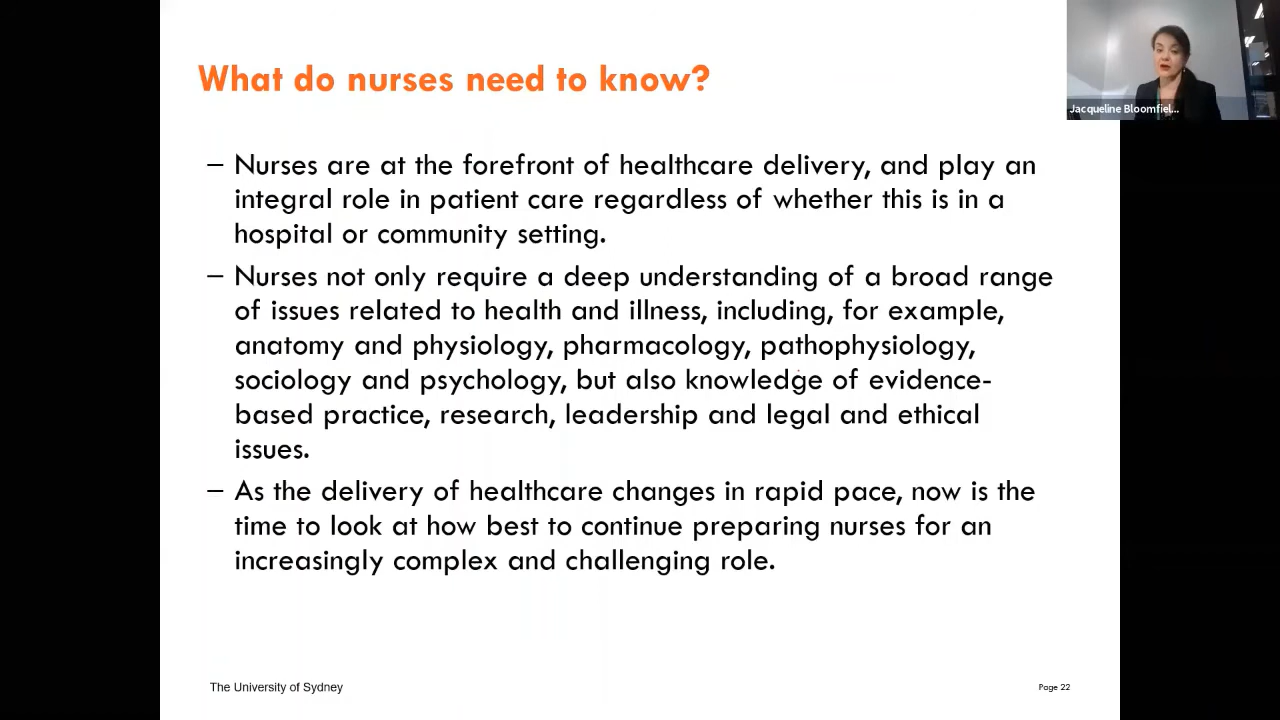 What do nurses need to know?
Jacqueline Bloomfiel...
– Nurses are at the forefront of healthcare delivery, and play an
integral role in patient care regardless of whether this is in a
hospital or community setting.
– Nurses not only require a deep understanding of a broad range
of issues related to health and illness, including, for example,
anatomy and physiology, pharmacology, pathophysiology,
sociology and psychology, but also knowledge of evidence-
based practice, research, leadership and legal and ethical
issues.
– As the delivery of healthcare changes in rapid pace, now is the
time to look at how best to continue preparing nurses for an
increasingly complex and challenging role.
The University of Sydney
Page 22